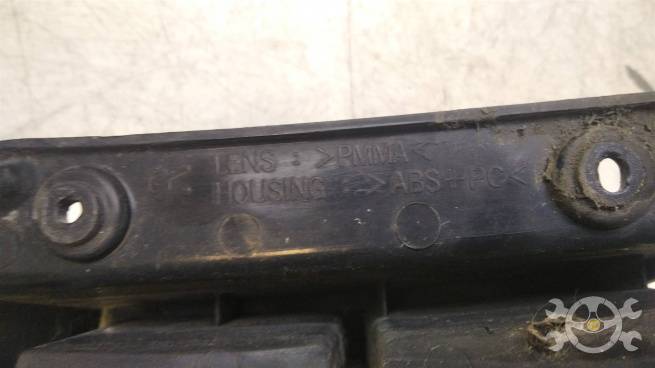 LENS : >PMMA<
HOUSING : >ABS+PC<